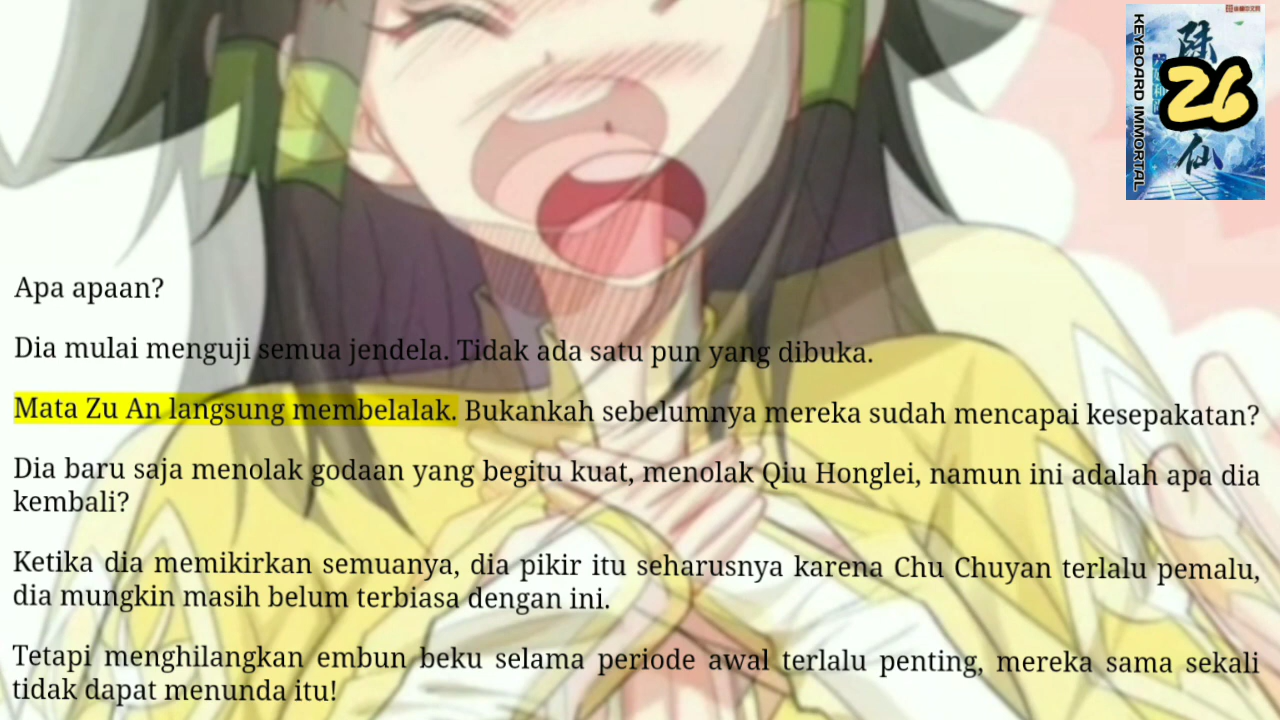 KEYBOARD IMMORTAL
陆
仙
26
Apa apaan?
Dia mulai menguji semua jendela. Tidak ada satu pun yang dibuka.
Mata Zu An langsung membelalak. Bukankah sebelumnya mereka sudah mencapai kesepakatan?
Dia baru saja menolak godaan yang begitu kuat, menolak Qiu Honglei, namun ini adalah apa dia
kembali?
Ketika dia memikirkan semuanya, dia pikir itu seharusnya karena Chu Chuyan terlalu pemalu,
dia mungkin masih belum terbiasa dengan ini.
Tetapi menghilangkan embun beku selama periode awal terlalu penting, mereka sama sekali
tidak dapat menunda itu!